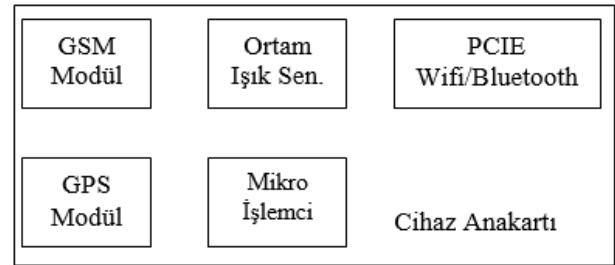 GSM
Modül
Ortam
Işık Sen.
PCIE
Wifi/Bluetooth
GPS
Modül
Mikro
İşlemci
Cihaz Anakartı